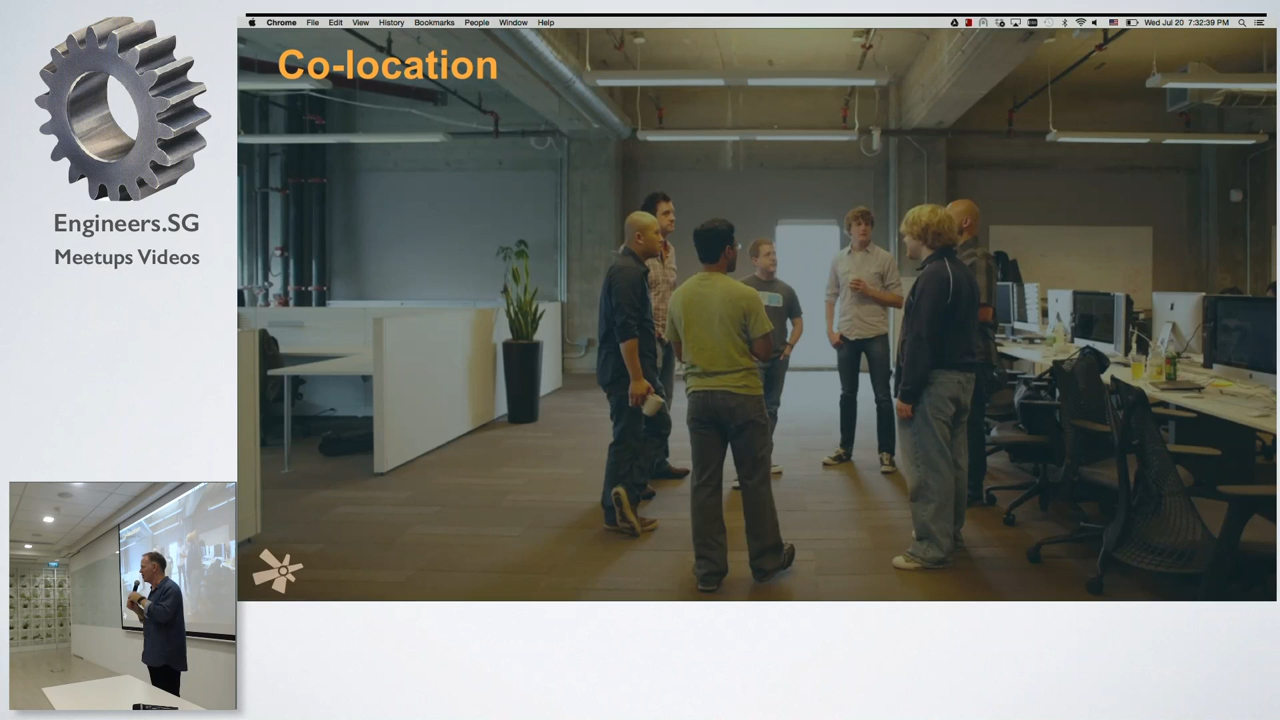 Chrome File Edit View History Bookmarks People Window Help Wed Jul 20 7:32:39 PM
Co-location
Engineers.SG
Meetups Videos